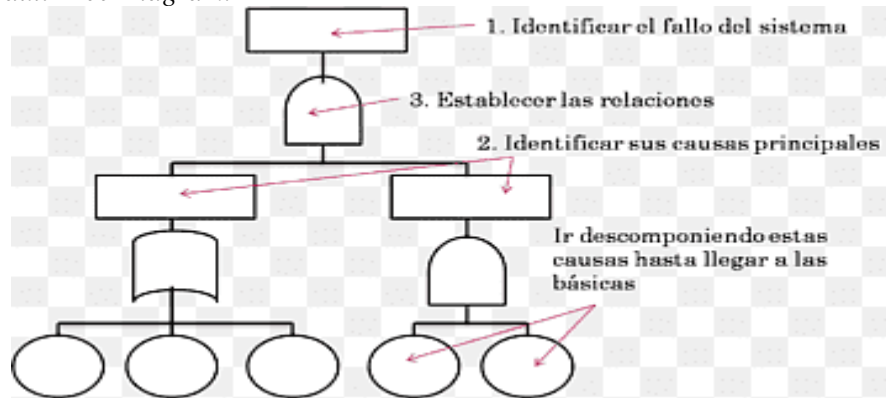 1. Identificar el fallo del sistema
3. Establecer las relaciones
2. Identificar sus causas principales
Ir descomponiendo estas
causas hasta llegar a las
básicas